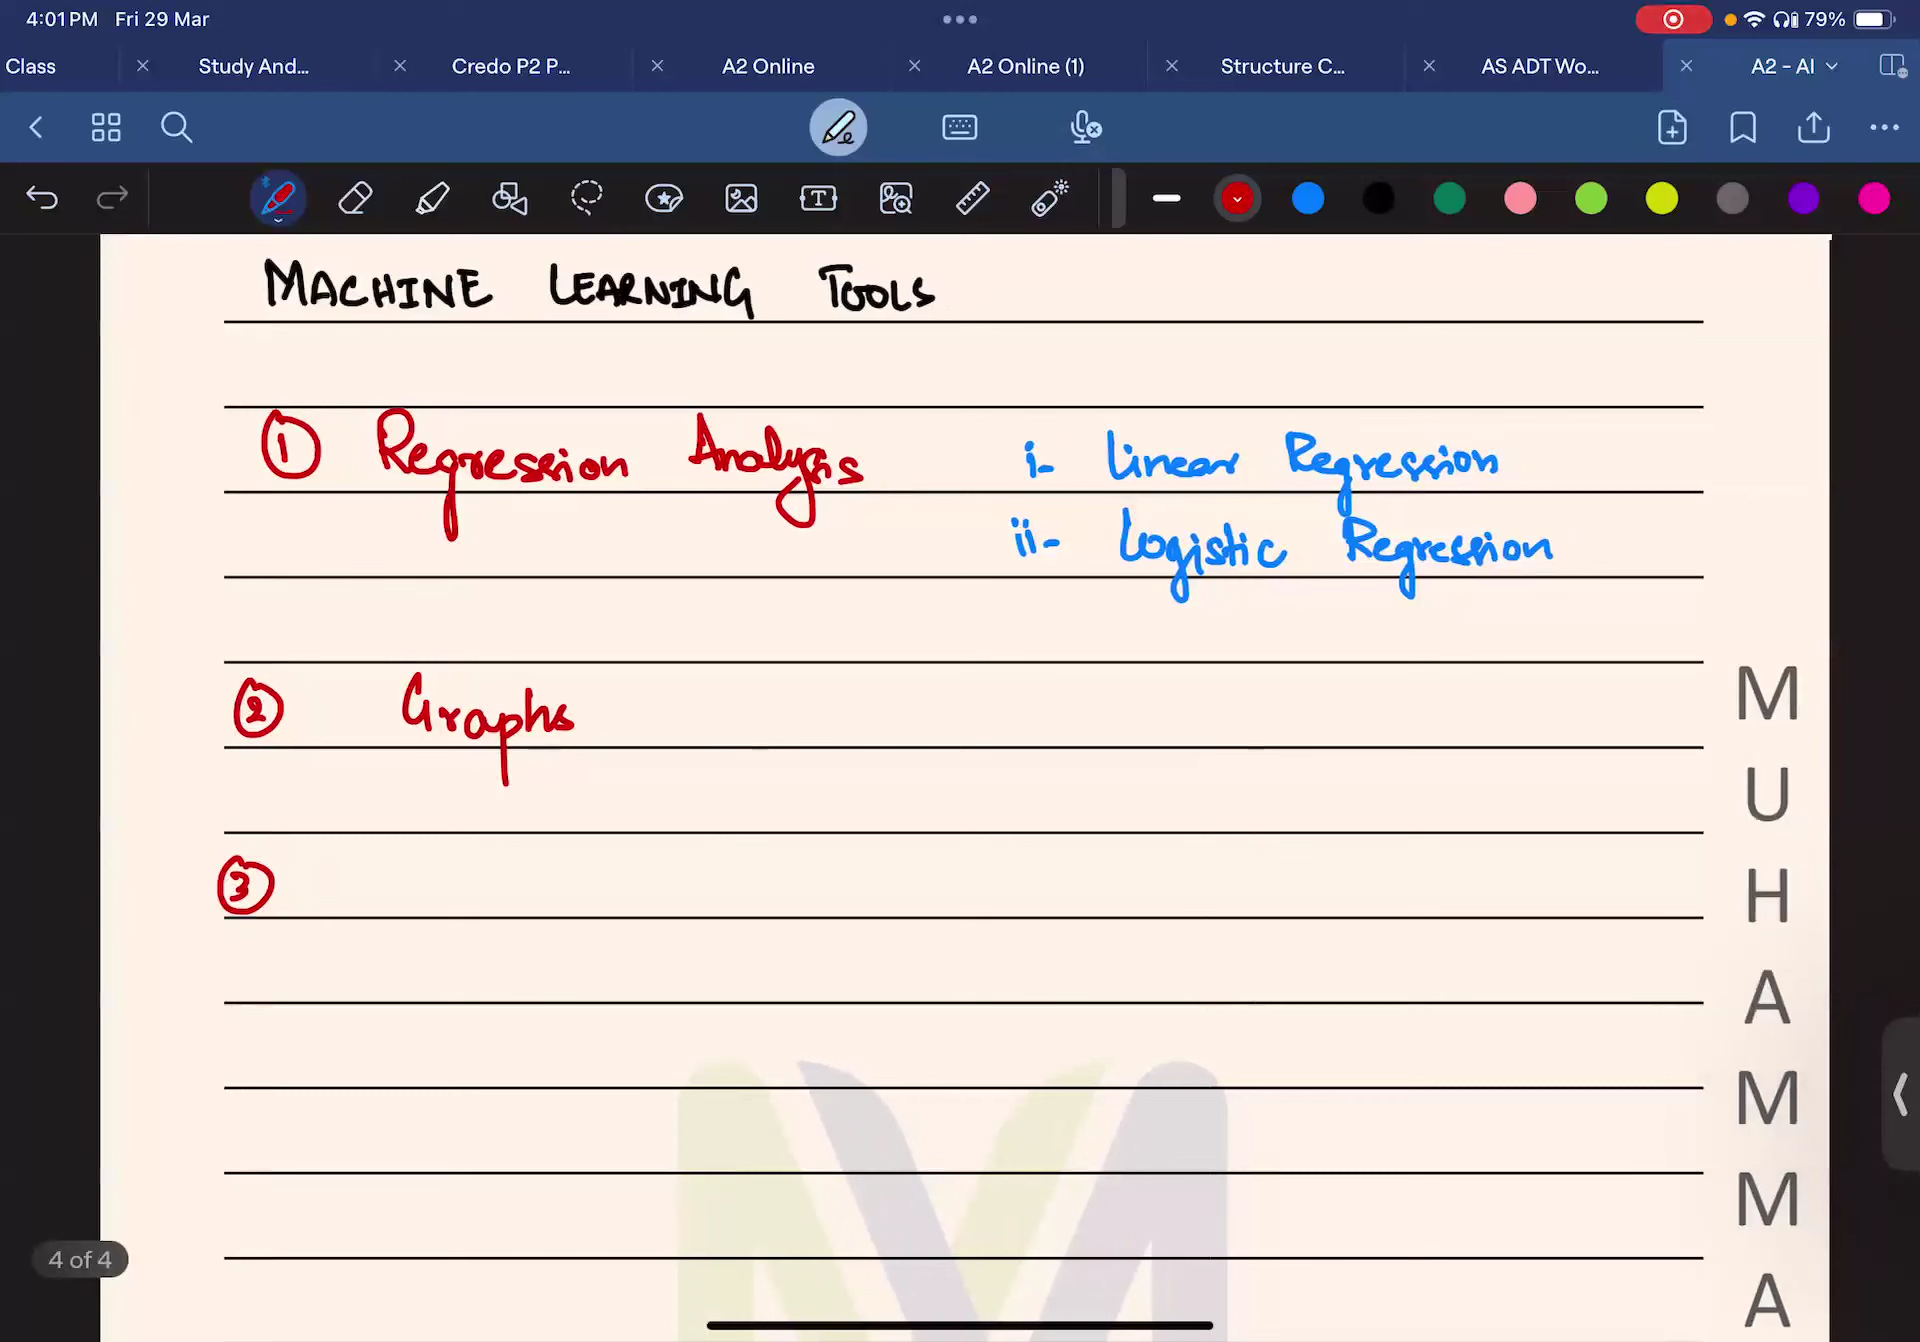 4:01 PM Fri 29 Mar
79%
Class
Study And...
Credo P2 P...
A2 Online
A2 Online (1)
Structure C...
AS ADT Wo...
A2 - AI
MACHINE LEARNING TOOLS
1 Regression Analysis
i- Linear Regression
ii- Logistic Regression
2 Graphs
3
M
U
H
A
M
M
A
4 of 4